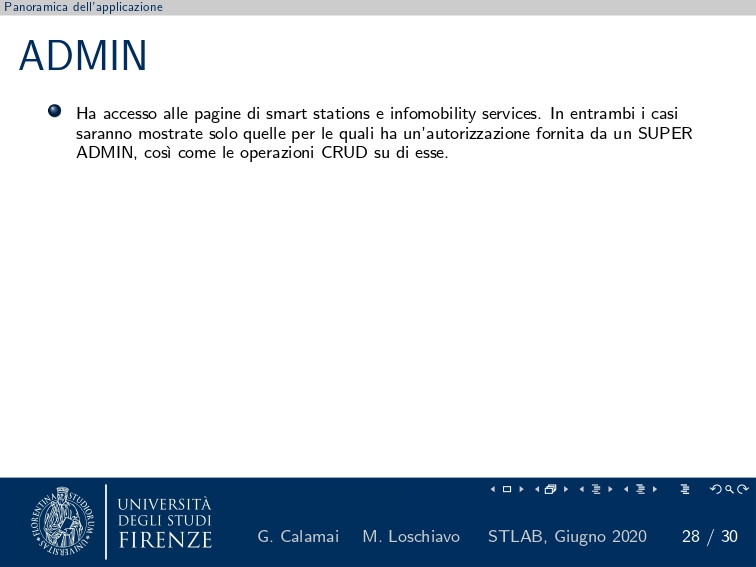 Panoramica dell'applicazione
ADMIN
Ha accesso alle pagine di smart stations e infomobility services. In entrambi i casi
saranno mostrate solo quelle per le quali ha un'autorizzazione fornita da un SUPER
ADMIN, così come le operazioni CRUD su di esse.
UNIVERSITÀ
DEGLI STUDI
FIRENZE
G. Calamai M. Loschiavo STLAB, Giugno 2020 28 / 30